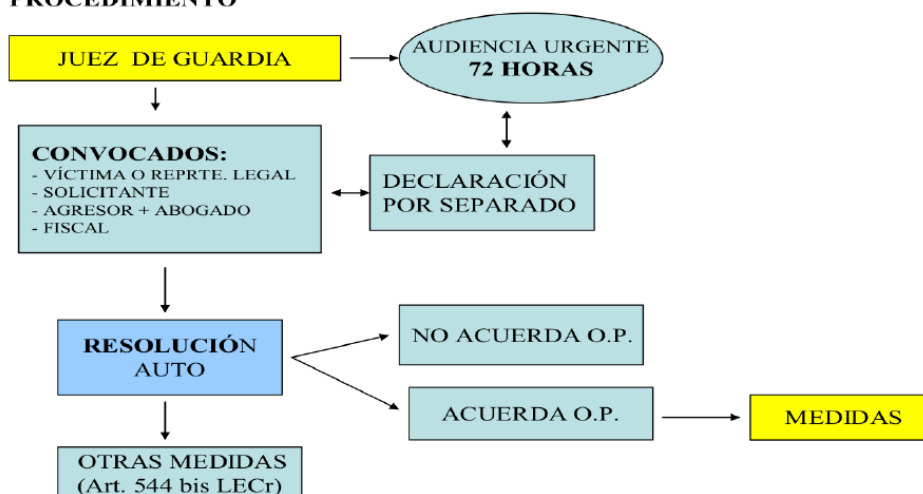 PROCEDIMIENTO
JUEZ DE GUARDIA
AUDIENCIA URGENTE
72 HORAS
CONVOCADOS:
- VÍCTIMA O REPRTE. LEGAL
- SOLICITANTE
- AGRESOR + ABOGADO
- FISCAL
DECLARACIÓN
POR SEPARADO
RESOLUCIÓN
AUTO
NO ACUERDA O.P.
ACUERDA O.P.
MEDIDAS
OTRAS MEDIDAS
(Art. 544 bis LECr)